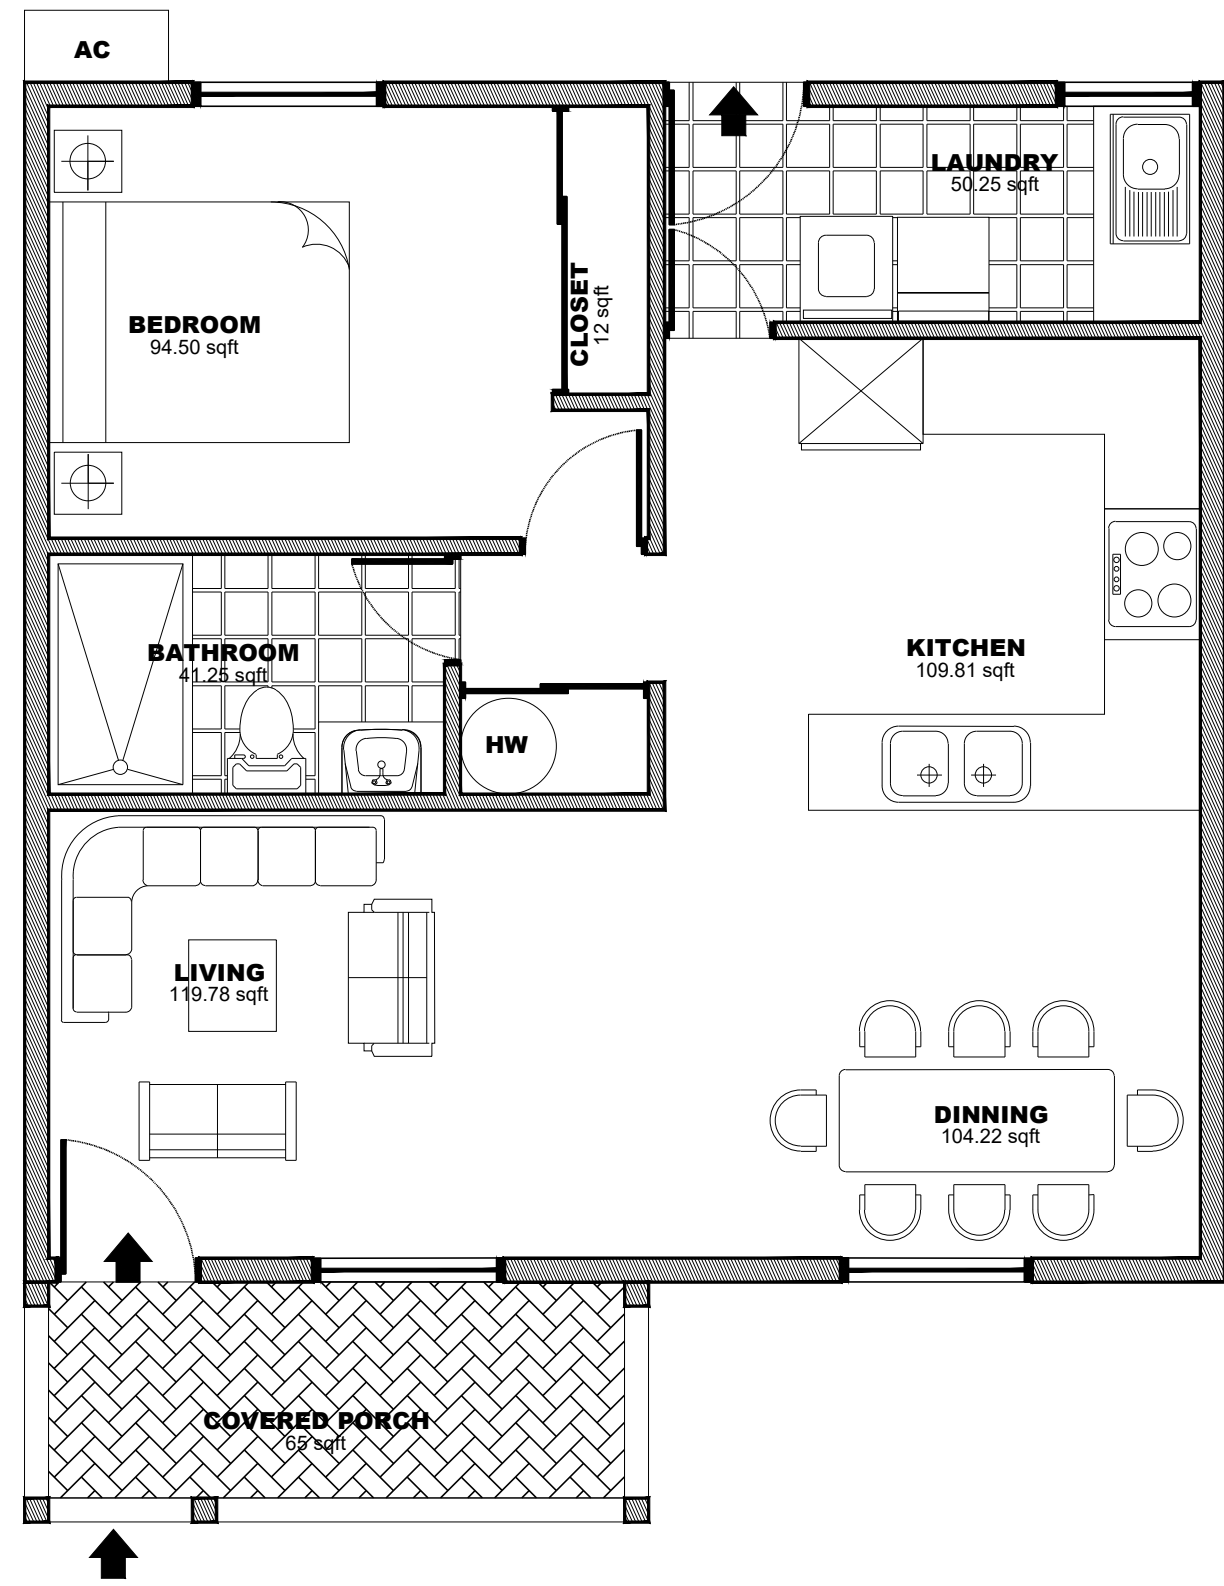 AC
LAUNDRY
50.25 sqft
CLOSET
12 sqft
BEDROOM
94.50 sqft
KITCHEN
109.81 sqft
BATHROOM
41.25 sqft
HW
LIVING
119.78 sqft
DINNING
104.22 sqft
COVERED PORCH
65 sqft